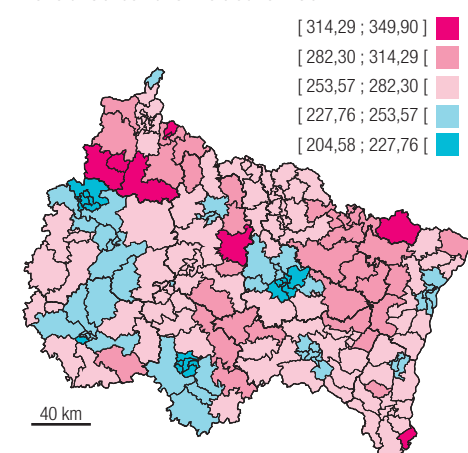 [ 314,29 ; 349,90 ]
[ 282,30 ; 314,29 [
[ 253,57 ; 282,30 [
[ 227,76 ; 253,57 [
[ 204,58 ; 227,76 [
40 km